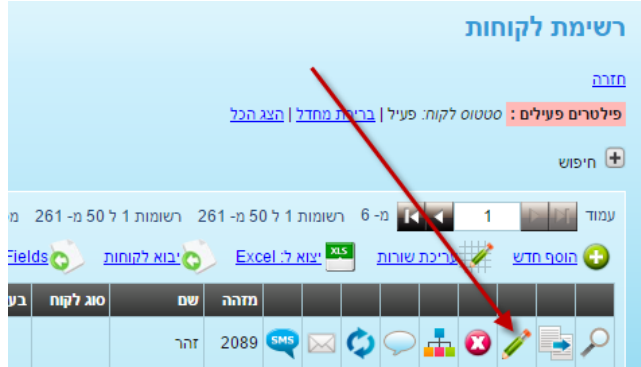 רשימת לקוחות
חזרה
פילטרים פעילים : סטטוס לקוח: פעיל | ברירת מחדל | הצג הכל
חיפוש
עמוד 1 מ- 6 רשומות 1 ל 50 מ- 261 רשומות 1 ל 50 מ- 261
הוסף חדש עריכת שורות יצוא ל: Excel XLS יבוא לקוחות Fields
מזהה שם סוג לקוח
2089 זהר SMS